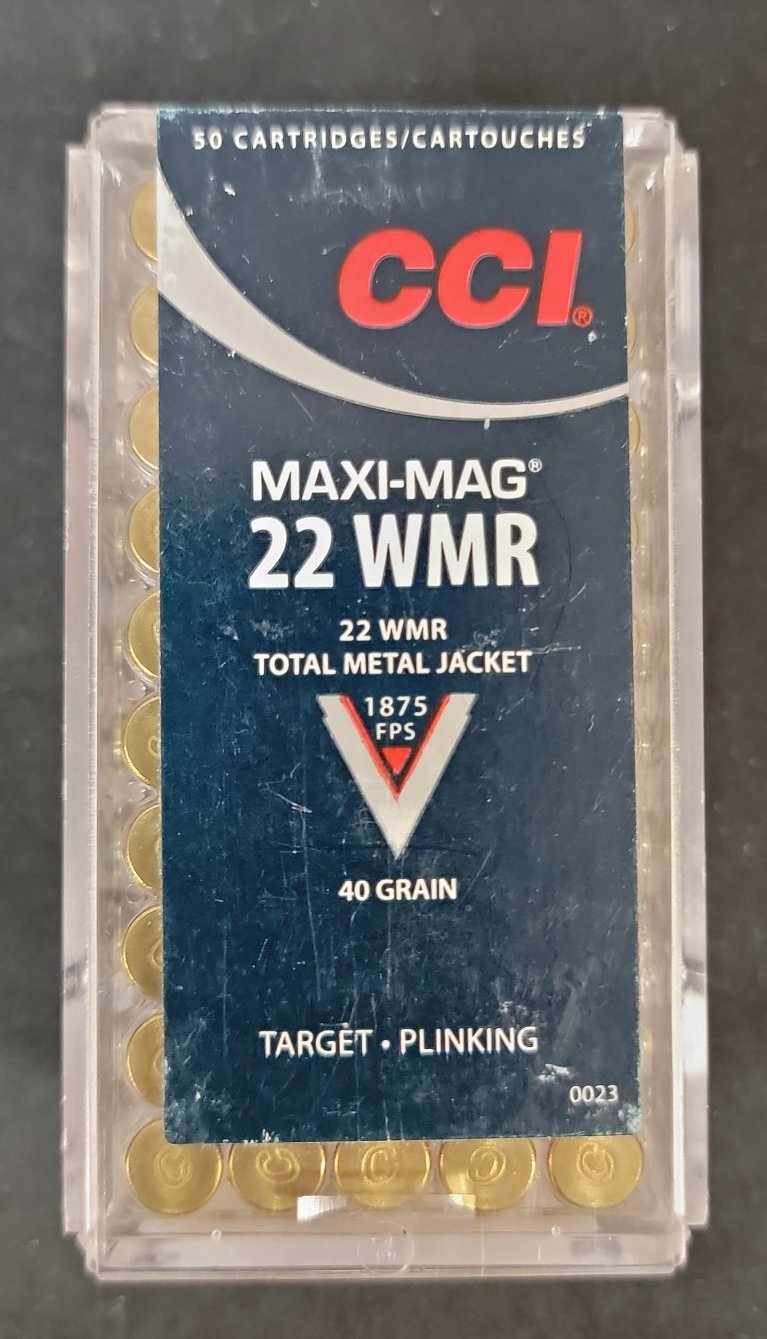 50 CARTRIDGES/CARTOUCHES
CCI®
MAXI-MAG®
22 WMR
22 WMR
TOTAL METAL JACKET
1875
FPS
40 GRAIN
TARGET • PLINKING
0023
C C C C C